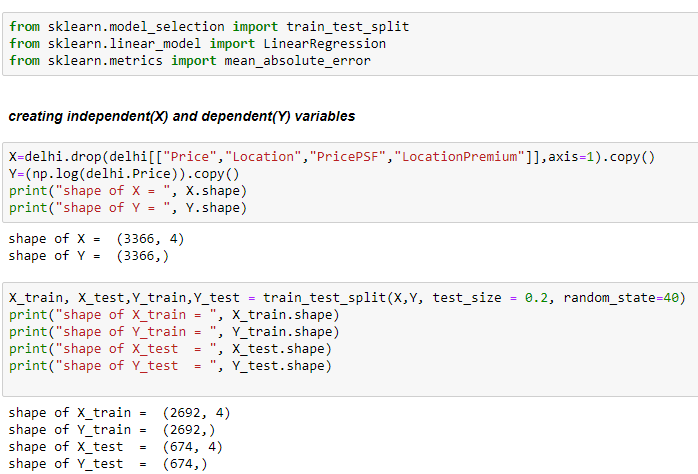 from sklearn.model_selection import train_test_split
from sklearn.linear_model import LinearRegression
from sklearn.metrics import mean_absolute_error
creating independent(X) and dependent(Y) variables
X=delhi.drop(delhi[["Price","Location","PricePSF","LocationPremium"]],axis=1).copy()
Y=(np.log(delhi.Price)).copy()
print("shape of X = ", X.shape)
print("shape of Y = ", Y.shape)
shape of X =  (3366, 4)
shape of Y =  (3366,)
X_train, X_test,Y_train,Y_test = train_test_split(X,Y, test_size = 0.2, random_state=40)
print("shape of X_train = ", X_train.shape)
print("shape of Y_train = ", Y_train.shape)
print("shape of X_test  = ", X_test.shape)
print("shape of Y_test  = ", Y_test.shape)
shape of X_train =  (2692, 4)
shape of Y_train =  (2692,)
shape of X_test  =  (674, 4)
shape of Y_test  =  (674,)